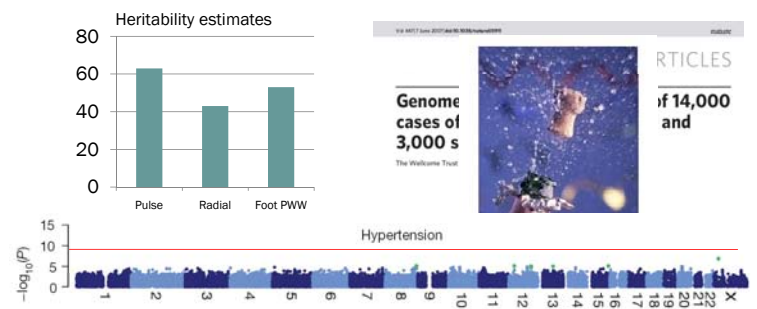 Heritability estimates
80
60
40
20
0
Pulse Radial Foot PWW
ARTICLES
Genome of 14,000
cases of and
3,000 s
The Wellcome Trust
Hypertension
−log10(P)
15
10
5
0
1 2 3 4 5 6 7 8 9 10 11 12 13 14 15 16 17 18 19 20 21 22 X